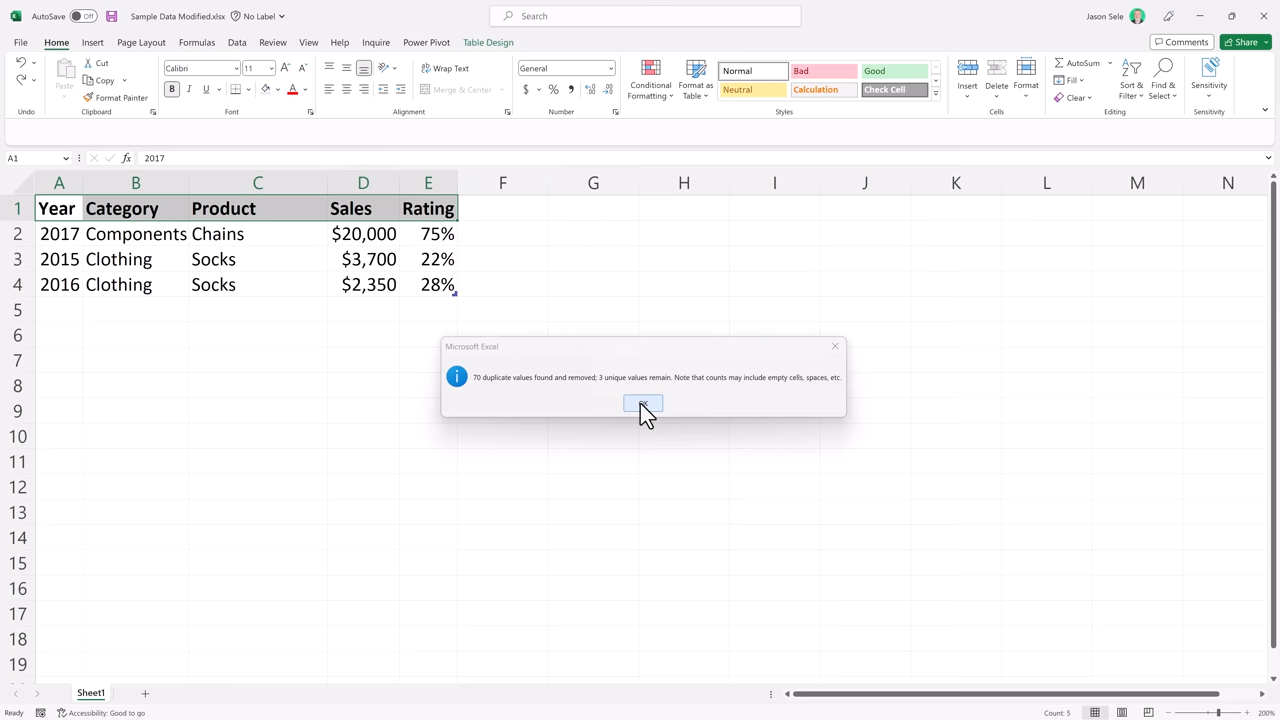 AutoSave Off Sample Data Modified.xlsx No Label Search Jason Sele
File Home Insert Page Layout Formulas Data Review View Help Inquire Power Pivot Table Design Comments Share
Cut
Copy
Format Painter
Paste
Undo Clipboard
Calibri 11
B I U A
Font
Wrap Text
Merge & Center
Alignment
General
$ % ,
Number
Conditional Formatting
Format as Table
Normal Bad Good
Neutral Calculation Check Cell
Styles
Insert Delete Format
Cells
AutoSum
Fill
Clear
Sort & Filter
Find & Select
Editing
Sensitivity
Sensitivity
A1 fx 2017
A B C D E F G H I J K L M N
1 Year Category Product Sales Rating
2 2017 Components Chains $20,000 75%
3 2015 Clothing Socks $3,700 22%
4 2016 Clothing Socks $2,350 28%
5
6
7
8
9
10
11
12
13
14
15
16
17
18
19
Microsoft Excel
70 duplicate values found and removed; 3 unique values remain. Note that counts may include empty cells, spaces, etc.
Sheet1
Ready Accessibility: Good to go Count: 5 200%